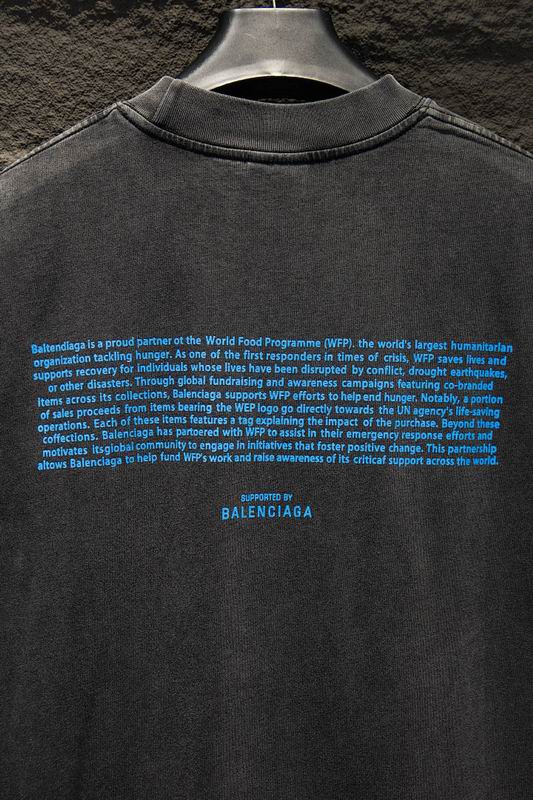 Baltendiaga is a proud partner ot the World Food Programme (WFP). the world's largest humanitarian
organization tackling hunger. As one of the first responders in times of crisis, WFP saves lives and
supports recovery for individuals whose lives have been disrupted by conflict, drought earthquakes,
or other disasters. Through global fundraising and awareness campaigns featuring co-branded
items across its collections, Balenciaga supports WFP efforts to help end hunger. Notably, a portion
of sales proceeds from items bearing the WEP logo go directly towards the UN agency's life-saving
operations. Each of these items features a tag explaining the impact of the purchase. Beyond these
coffections. Balenciaga has partoered with WFP to assist in their emergency response efforts and
motivates itsglobal community to engage in initiatives that foster positive change. This partnership
altows Balenciaga to help fund WFP's work and raise awareness of its criticaf support across the world.
SUPPORTED BY
BALENCIAGA